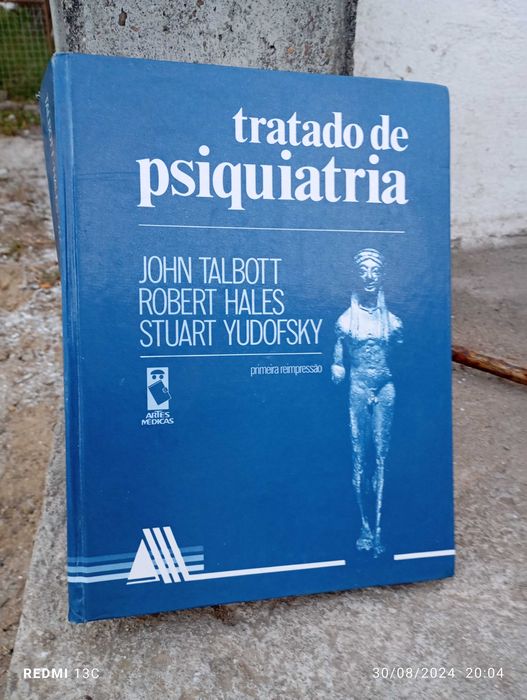 tratado de
psiquiatria
JOHN TALBOTT
ROBERT HALES
STUART YUDOFSKY
primeira reimpressão
ARTES
MÉDICAS
REDMI 13C
30/08/2024 20:04